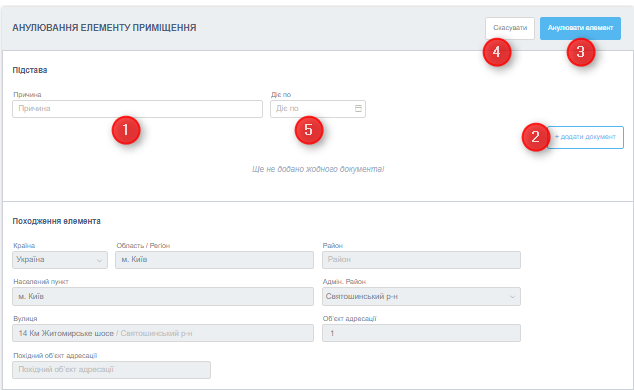 АНУЛЮВАННЯ ЕЛЕМЕНТУ ПРИМІЩЕННЯ
Скасувати
Анулювати елемент
4
3
Підстава
Причина
Діє по
Причина
Діє по
1
5
2
+ додати документ
Ще не додано жодного документа!
Походження елемента
Країна
Область / Регіон
Район
Україна
м. Київ
Район
Населений пункт
Адмін. Район
м. Київ
Святошинський р-н
Вулиця
Об'єкт адресації
14 Км Житомирське шосе / Святошинський р-н
1
Похідний об'єкт адресації
Похідний об'єкт адресації